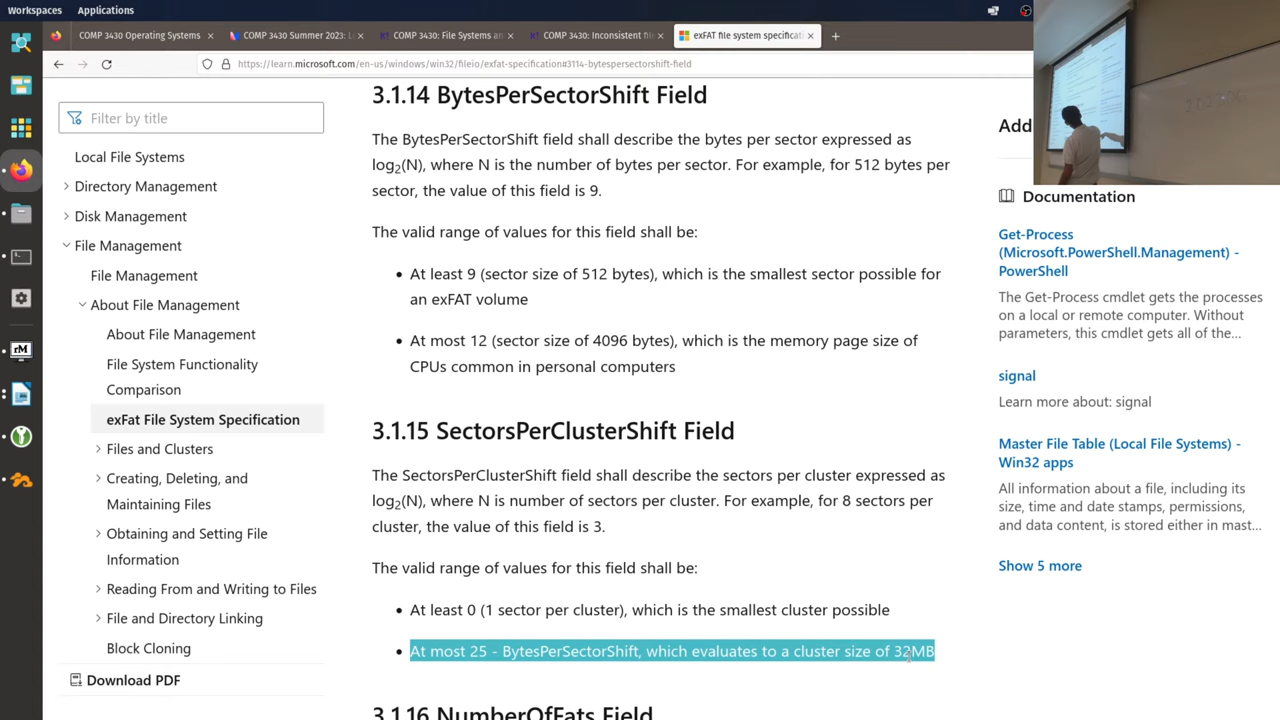 Workspaces Applications
COMP 3430 Operating Systems
COMP 3430 Summer 2023: L
COMP 3430: File Systems an
COMP 3430: Inconsistent file
exFAT file system specificati
https://learn.microsoft.com/en-us/windows/win32/fileio/exfat-specification#3114-bytespersectorshift-field
Filter by title
Local File Systems
Directory Management
Disk Management
File Management
File Management
About File Management
About File Management
File System Functionality
Comparison
exFat File System Specification
Files and Clusters
Creating, Deleting, and
Maintaining Files
Obtaining and Setting File
Information
Reading From and Writing to Files
File and Directory Linking
Block Cloning
Download PDF
3.1.14 BytesPerSectorShift Field
The BytesPerSectorShift field shall describe the bytes per sector expressed as
log2(N), where N is the number of bytes per sector. For example, for 512 bytes per
sector, the value of this field is 9.
The valid range of values for this field shall be:
• At least 9 (sector size of 512 bytes), which is the smallest sector possible for
an exFAT volume
• At most 12 (sector size of 4096 bytes), which is the memory page size of
CPUs common in personal computers
3.1.15 SectorsPerClusterShift Field
The SectorsPerClusterShift field shall describe the sectors per cluster expressed as
log2(N), where N is number of sectors per cluster. For example, for 8 sectors per
cluster, the value of this field is 3.
The valid range of values for this field shall be:
• At least 0 (1 sector per cluster), which is the smallest cluster possible
• At most 25 - BytesPerSectorShift, which evaluates to a cluster size of 32MB
3.1.16 NumberOfFats Field
Add
Documentation
Get-Process
(Microsoft.PowerShell.Management) -
PowerShell
The Get-Process cmdlet gets the processes
on a local or remote computer. Without
parameters, this cmdlet gets all of the...
signal
Learn more about: signal
Master File Table (Local File Systems) -
Win32 apps
All information about a file, including its
size, time and date stamps, permissions,
and data content, is stored either in mast...
Show 5 more